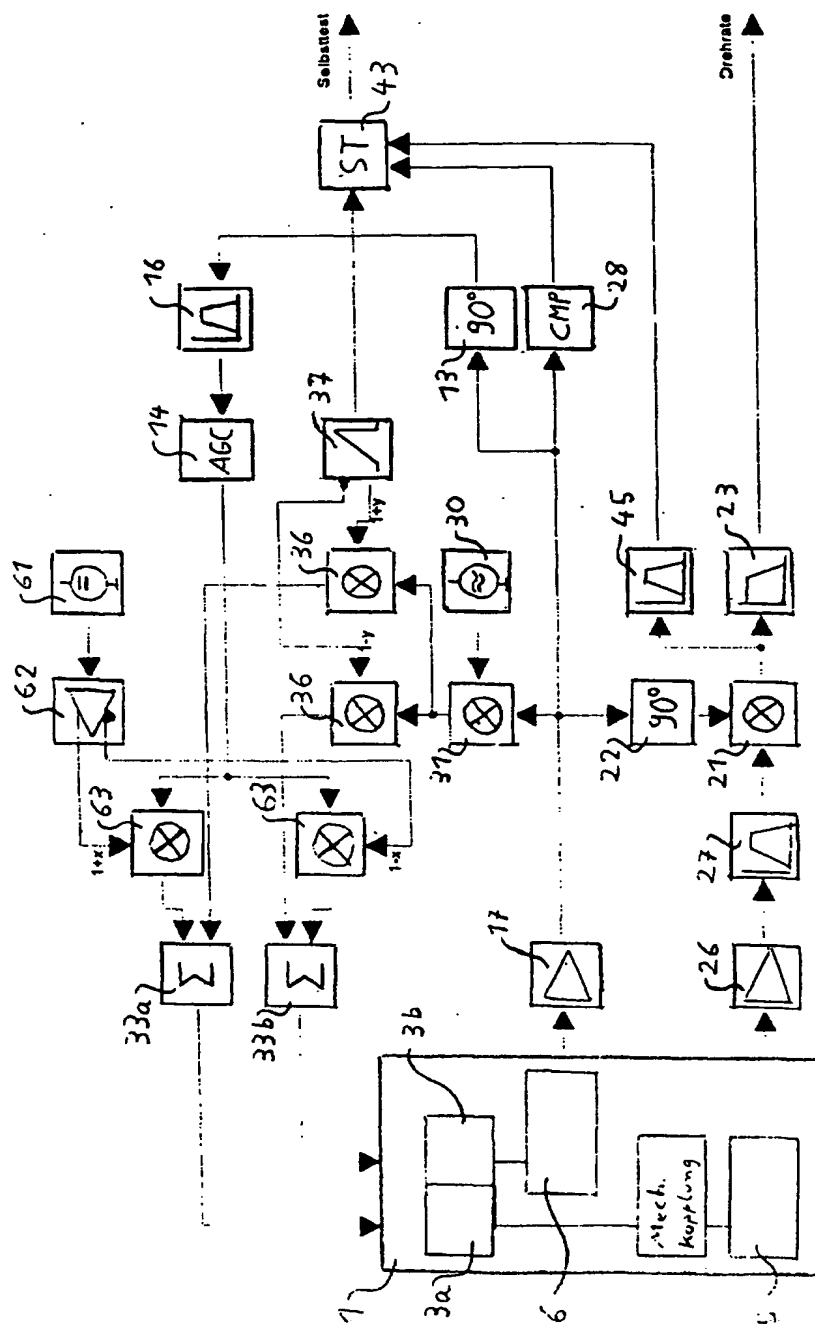 Selbsttest
43
ST
16
14
AGC
37
1+y
36
30
13
90°
CMP
28
61
=
62
63
1+x
36
1-y
31
≈
63
1-x
45
23
Drehrate
22
90°
21
27
33a
Σ
33b
Σ
17
26
3b
1
3a
6
Mech.
Kopplung